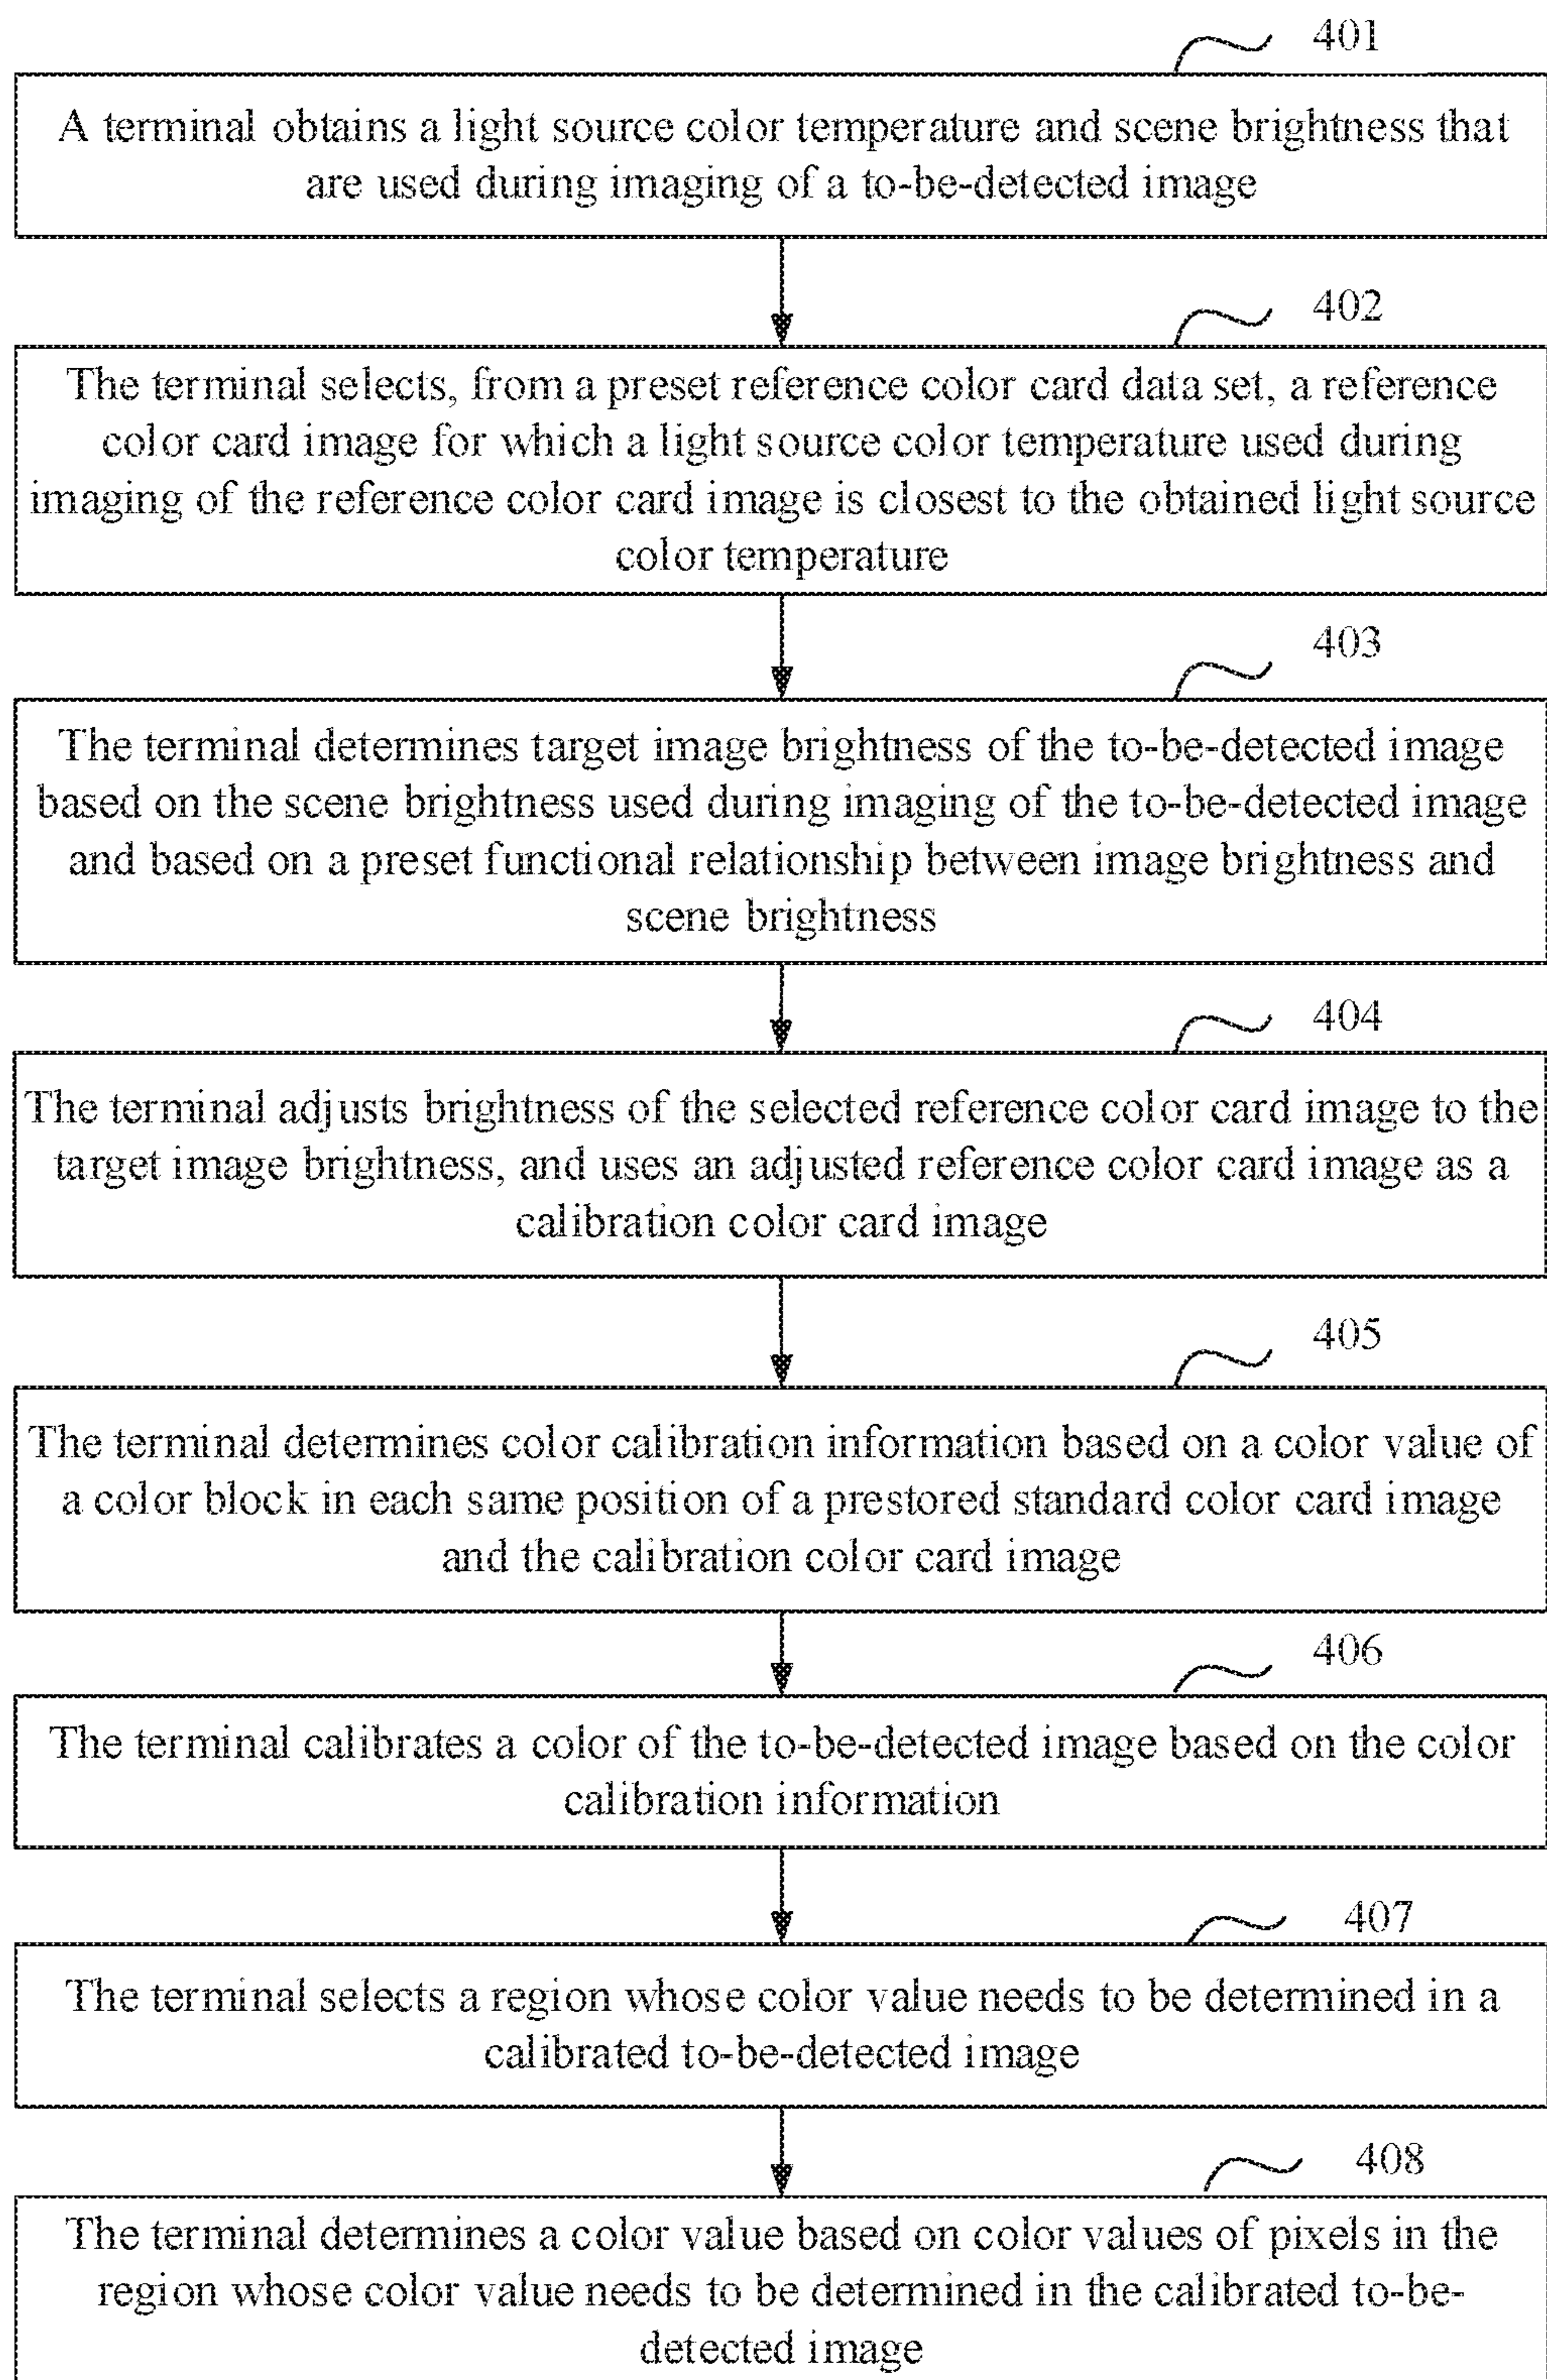 401
A terminal obtains a light source color temperature and scene brightness that
are used during imaging of a to-be-detected image
402
The terminal selects, from a preset reference color card data set, a reference
color card image for which a light source color temperature used during
imaging of the reference color card image is closest to the obtained light source
color temperature
403
The terminal determines target image brightness of the to-be-detected image
based on the scene brightness used during imaging of the to-be-detected image
and based on a preset functional relationship between image brightness and
scene brightness
404
The terminal adjusts brightness of the selected reference color card image to the
target image brightness, and uses an adjusted reference color card image as a
calibration color card image
405
The terminal determines color calibration information based on a color value of
a color block in each same position of a prestored standard color card image
and the calibration color card image
406
The terminal calibrates a color of the to-be-detected image based on the color
calibration information
407
The terminal selects a region whose color value needs to be determined in a
calibrated to-be-detected image
408
The terminal determines a color value based on color values of pixels in the
region whose color value needs to be determined in the calibrated to-be-
detected image